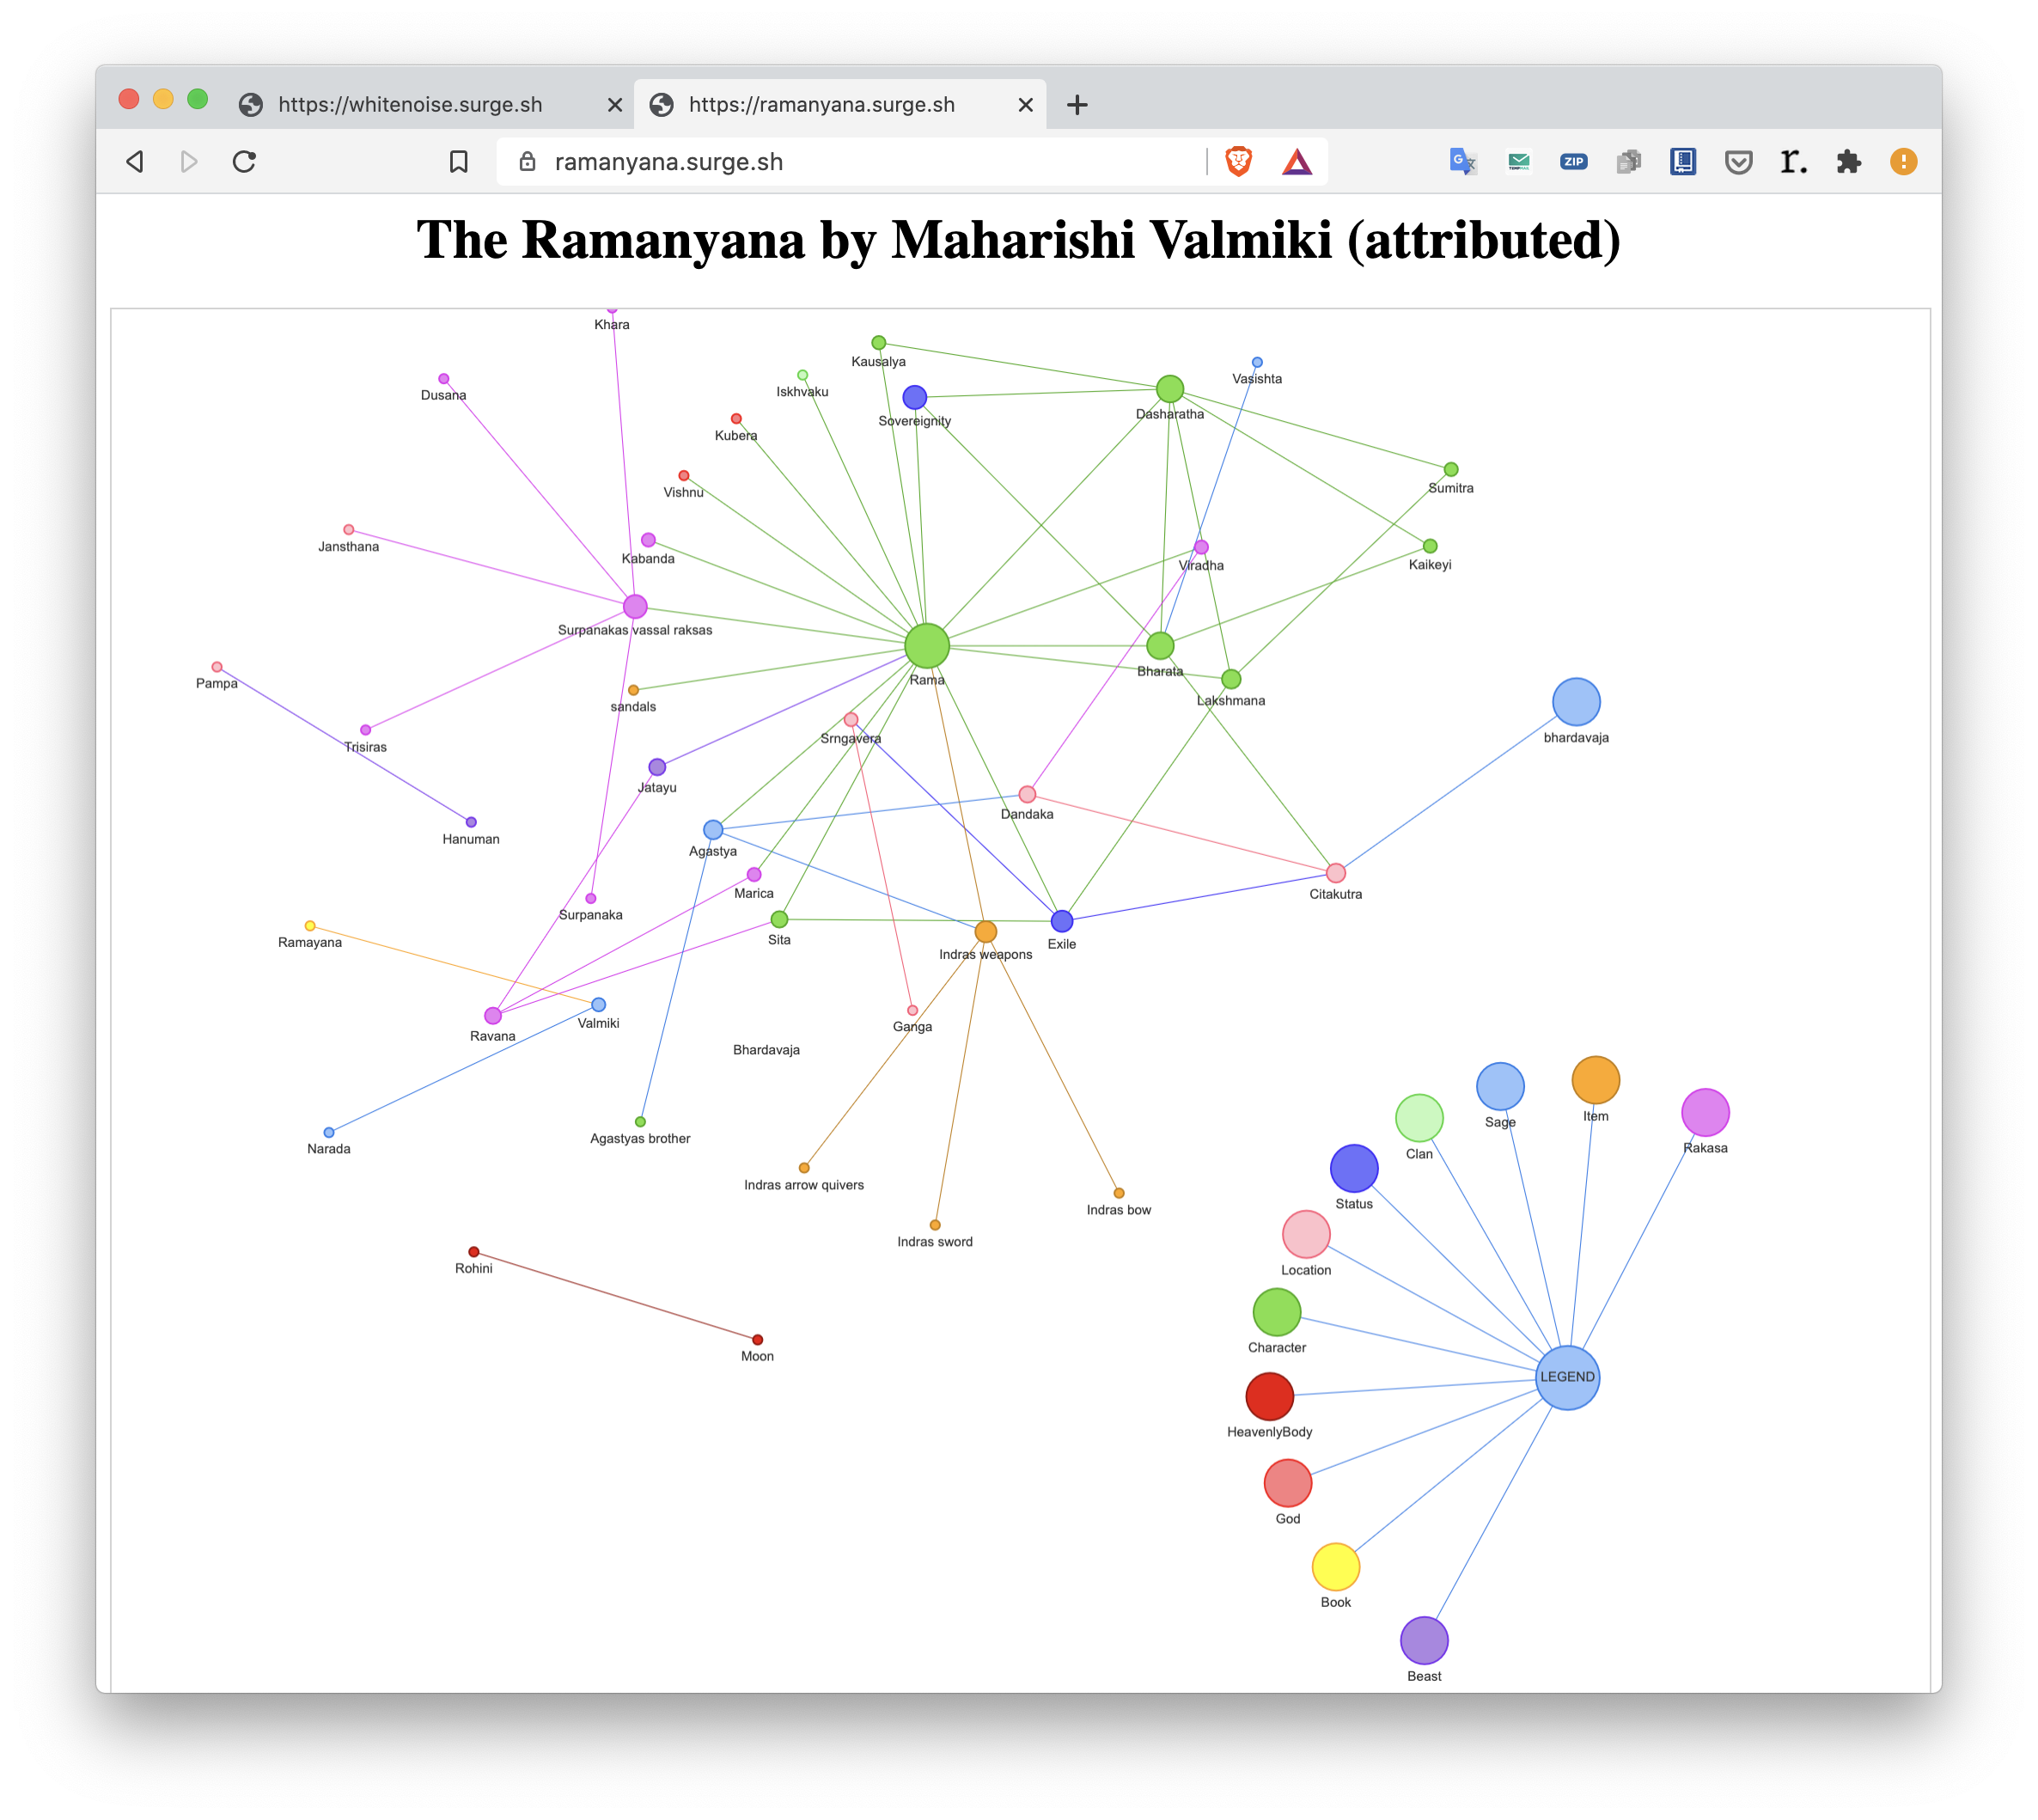 https://whitenoise.surge.sh
https://ramanyana.surge.sh
ramanyana.surge.sh
ZIP
r.
The Ramanyana by Maharishi Valmiki (attributed)
Khara
Kausalya
Vasishta
Dusana
Iskhvaku
Dasharatha
Sovereignity
Kubera
Sumitra
Vishnu
Jansthana
Kabanda
Viradha
Kaikeyi
Surpanakas vassal raksas
Bharata
Rama
Pampa
Lakshmana
sandals
Srngavera
bhardavaja
Trisiras
Jatayu
Dandaka
Hanuman
Agastya
Marica
Citakutra
Surpanaka
Sita
Ramayana
Exile
Indras weapons
Valmiki
Ganga
Ravana
Bhardavaja
Item
Sage
Agastyas brother
Narada
Rakasa
Clan
Indras arrow quivers
Status
Indras bow
Indras sword
Rohini
Location
Character
Moon
LEGEND
HeavenlyBody
God
Book
Beast